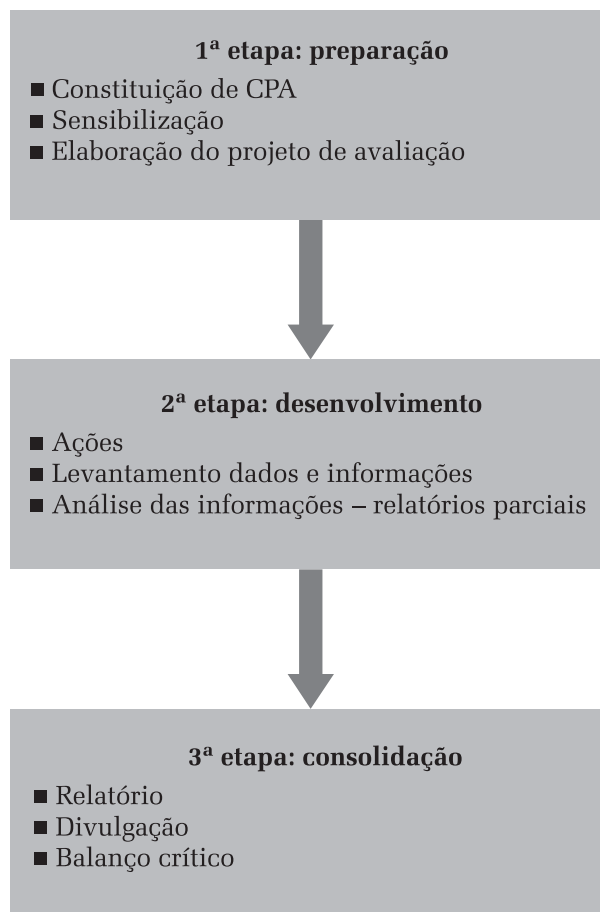 1ª etapa: preparação
■ Constituição de CPA
■ Sensibilização
■ Elaboração do projeto de avaliação
2ª etapa: desenvolvimento
■ Ações
■ Levantamento dados e informações
■ Análise das informações – relatórios parciais
3ª etapa: consolidação
■ Relatório
■ Divulgação
■ Balanço crítico